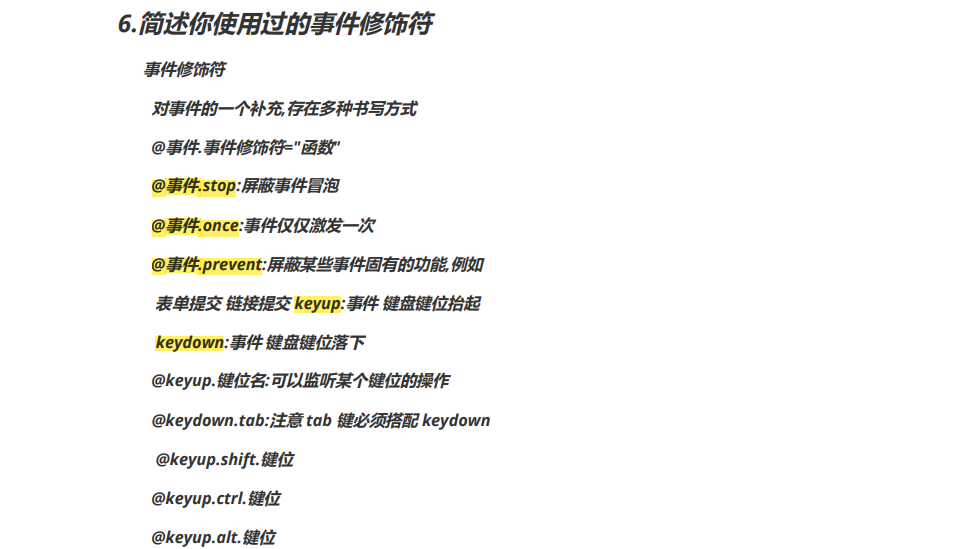 6.简述你使用过的事件修饰符
事件修饰符
对事件的一个补充,存在多种书写方式
@事件.事件修饰符="函数"
@事件.stop:屏蔽事件冒泡
@事件.once:事件仅仅激发一次
@事件.prevent:屏蔽某些事件固有的功能,例如
表单提交 链接提交 keyup:事件 键盘键位抬起
keydown:事件 键盘键位落下
@keyup.键位名:可以监听某个键位的操作
@keydown.tab:注意 tab 键必须搭配 keydown
@keyup.shift.键位
@keyup.ctrl.键位
@keyup.alt.键位